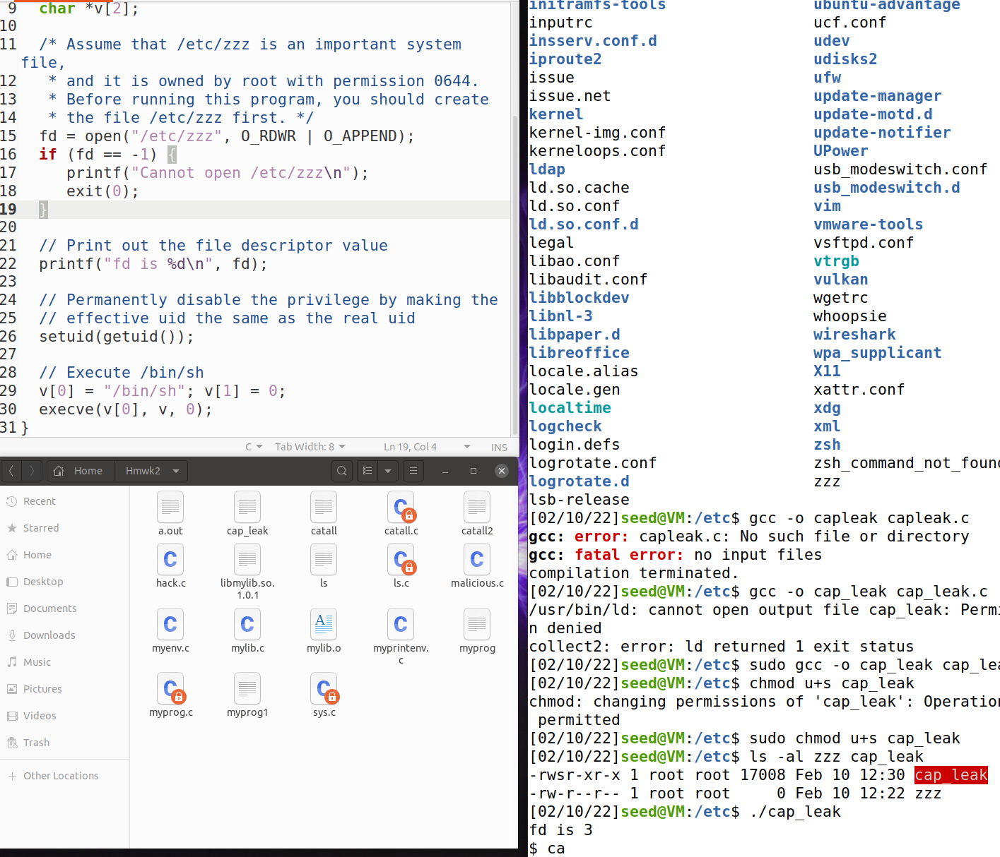 9 char *v[2];
10
11 /* Assume that /etc/zzz is an important system
file,
12 * and it is owned by root with permission 0644.
13 * Before running this program, you should create
14 * the file /etc/zzz first. */
15 fd = open("/etc/zzz", O_RDWR | O_APPEND);
16 if (fd == -1) {
17 printf("Cannot open /etc/zzz\n");
18 exit(0);
19 }
20
21 // Print out the file descriptor value
22 printf("fd is %d\n", fd);
23
24 // Permanently disable the privilege by making the
25 // effective uid the same as the real uid
26 setuid(getuid());
27
28 // Execute /bin/sh
29 v[0] = "/bin/sh"; v[1] = 0;
30 execve(v[0], v, 0);
31 }
C Tab Width: 8 Ln 19, Col 4 INS
Home Hmwk2
Recent
Starred
Home
Desktop
Documents
Downloads
Music
Pictures
Videos
Trash
+ Other Locations
a.out cap_leak catall catall.c catall2
hack.c libmylib.so.1.0.1 ls ls.c malicious.c
myenv.c mylib.c mylib.o myprintenv.c myprog
myprog.c myprog1 sys.c
initramfs-tools ubuntu-advantage
inputrc ucf.conf
insserv.conf.d udev
iproute2 udisks2
issue ufw
issue.net update-manager
kernel update-motd.d
kernel-img.conf update-notifier
kerneloops.conf UPower
ldap usb_modeswitch.conf
ld.so.cache usb_modeswitch.d
ld.so.conf vim
ld.so.conf.d vmware-tools
legal vsftpd.conf
libao.conf vtrgb
libaudit.conf vulkan
libblockdev wgetrc
libnl-3 whoopsie
libpaper.d wireshark
libreoffice wpa_supplicant
locale.alias X11
locale.gen xattr.conf
localtime xdg
logcheck xml
login.defs zsh
logrotate.conf zsh_command_not_foun
logrotate.d zzz
lsb-release
[02/10/22]seed@VM:/etc$ gcc -o capleak capleak.c
gcc: error: capleak.c: No such file or directory
gcc: fatal error: no input files
compilation terminated.
[02/10/22]seed@VM:/etc$ gcc -o cap_leak cap_leak.c
/usr/bin/ld: cannot open output file cap_leak: Permi
n denied
collect2: error: ld returned 1 exit status
[02/10/22]seed@VM:/etc$ sudo gcc -o cap_leak cap_lea
[02/10/22]seed@VM:/etc$ chmod u+s cap_leak
chmod: changing permissions of 'cap_leak': Operation
permitted
[02/10/22]seed@VM:/etc$ sudo chmod u+s cap_leak
[02/10/22]seed@VM:/etc$ ls -al zzz cap_leak
-rwsr-xr-x 1 root root 17008 Feb 10 12:30 cap_leak
-rw-r--r-- 1 root root 0 Feb 10 12:22 zzz
[02/10/22]seed@VM:/etc$ ./cap_leak
fd is 3
$ ca